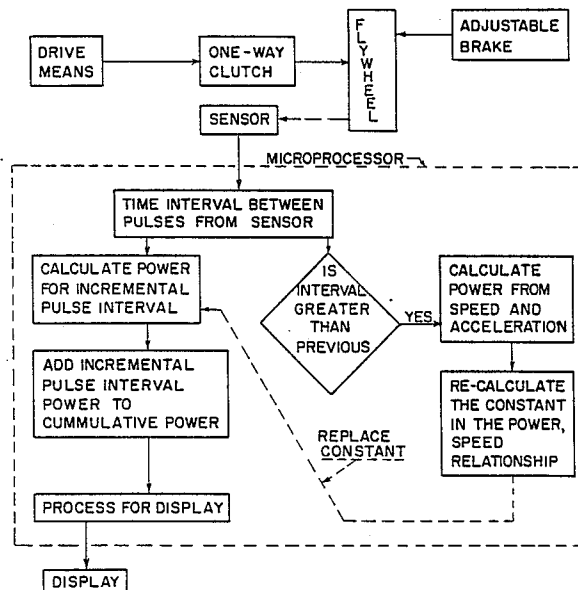 DRIVE
MEANS
ONE-WAY
CLUTCH
FLYWHEEL
ADJUSTABLE
BRAKE
SENSOR
MICROPROCESSOR
TIME INTERVAL BETWEEN
PULSES FROM SENSOR
CALCULATE POWER
FOR INCREMENTAL
PULSE INTERVAL
IS
INTERVAL
GREATER
THAN
PREVIOUS
YES
CALCULATE
POWER FROM
SPEED AND
ACCELERATION
ADD INCREMENTAL
PULSE INTERVAL
POWER TO
CUMMULATIVE POWER
RE-CALCULATE
THE CONSTANT
IN THE POWER,
SPEED
RELATIONSHIP
REPLACE
CONSTANT
PROCESS FOR DISPLAY
DISPLAY